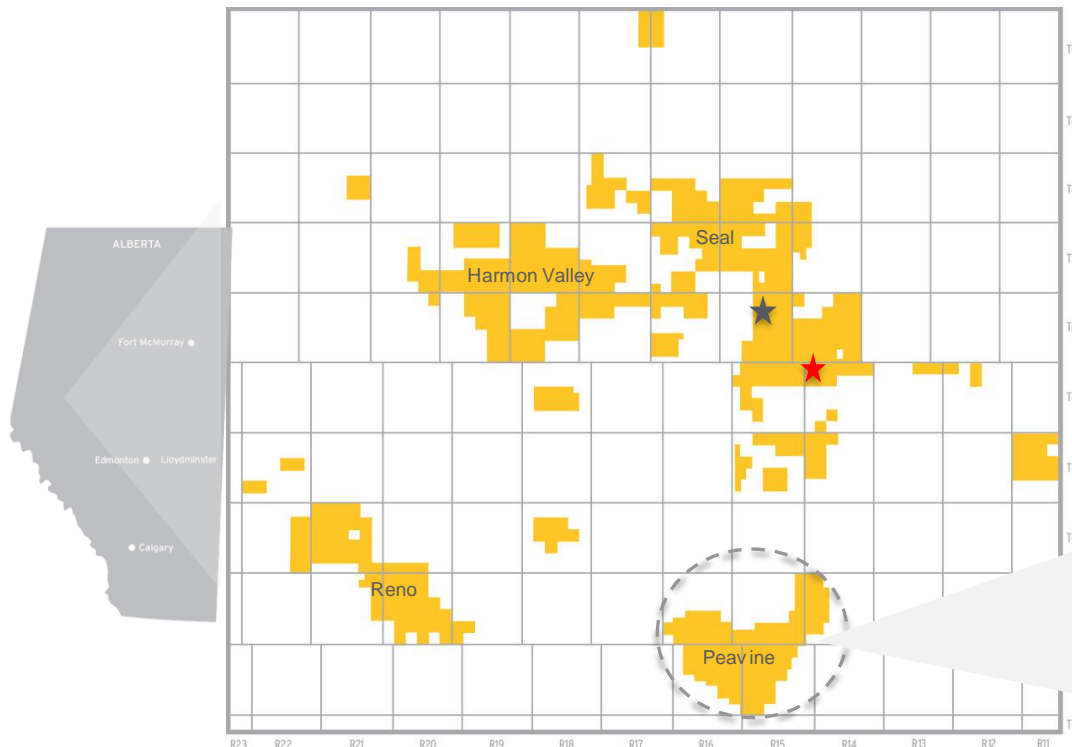 ALBERTA
Fort McMurray
Edmonton
Lloydminster
Calgary
Seal
Harmon Valley
Reno
Peavine
R23 R22 R21 R20 R19 R18 R17 R16 R15 R14 R13 R12 R11